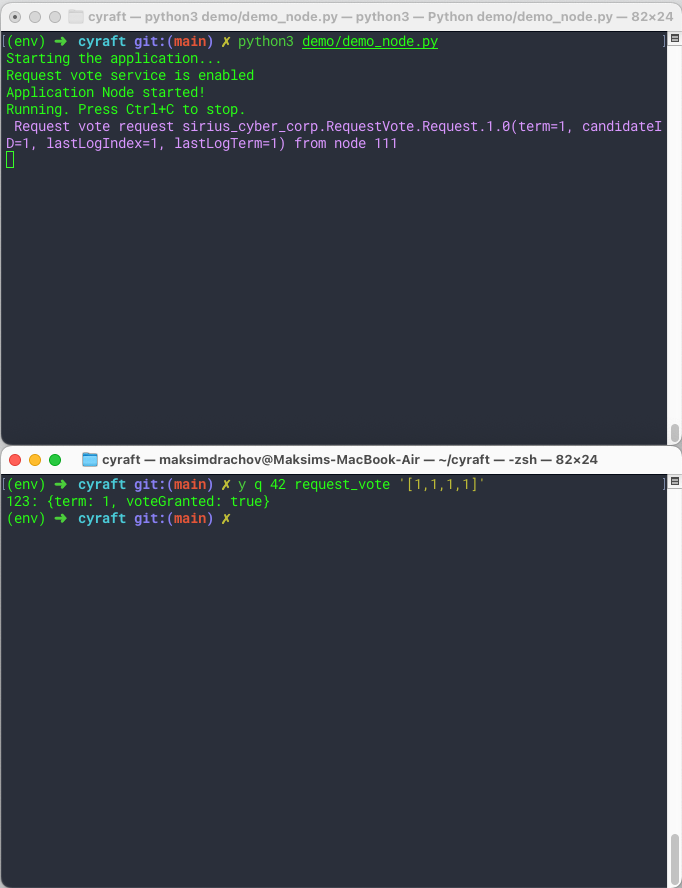 cyraft — python3 demo/demo_node.py — python3 — Python demo/demo_node.py — 82×24
[(env) ➜ cyraft git:(main) ✗ python3 demo/demo_node.py ]
Starting the application...
Request vote service is enabled
Application Node started!
Running. Press Ctrl+C to stop.
Request vote request sirius_cyber_corp.RequestVote.Request.1.0(term=1, candidateI
D=1, lastLogIndex=1, lastLogTerm=1) from node 111
cyraft — maksimdrachov@Maksims-MacBook-Air — ~/cyraft — -zsh — 82×24
[(env) ➜ cyraft git:(main) ✗ y q 42 request_vote '[1,1,1,1]' ]
123: {term: 1, voteGranted: true}
(env) ➜ cyraft git:(main) ✗